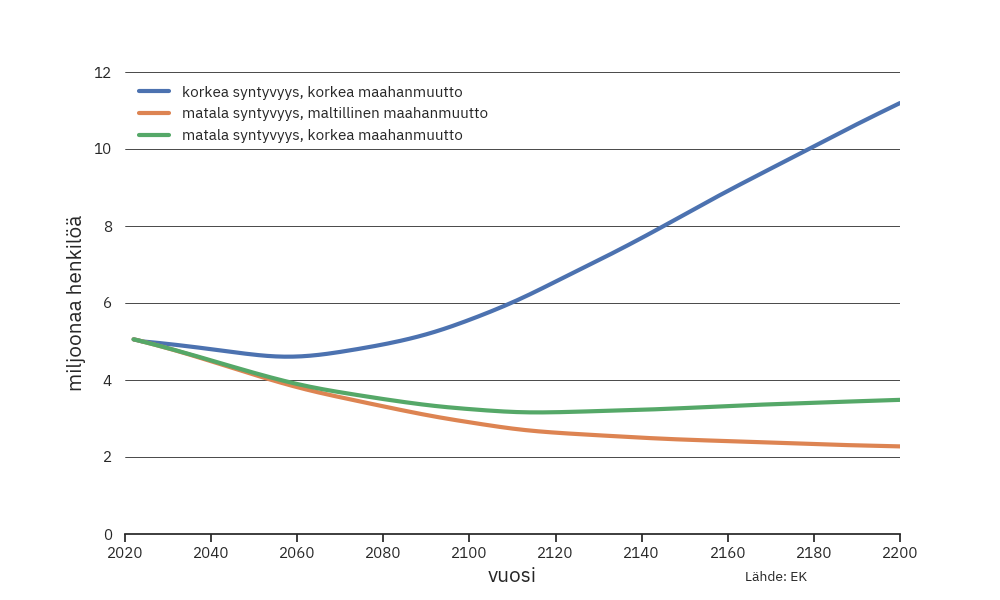 12
korkea syntyvyys, korkea maahanmuutto
matala syntyvyys, maltillinen maahanmuutto
matala syntyvyys, korkea maahanmuutto
10
8
6
4
2
0
miljoonaa henkilöä
2020 2040 2060 2080 2100 2120 2140 2160 2180 2200
vuosi
Lähde: EK